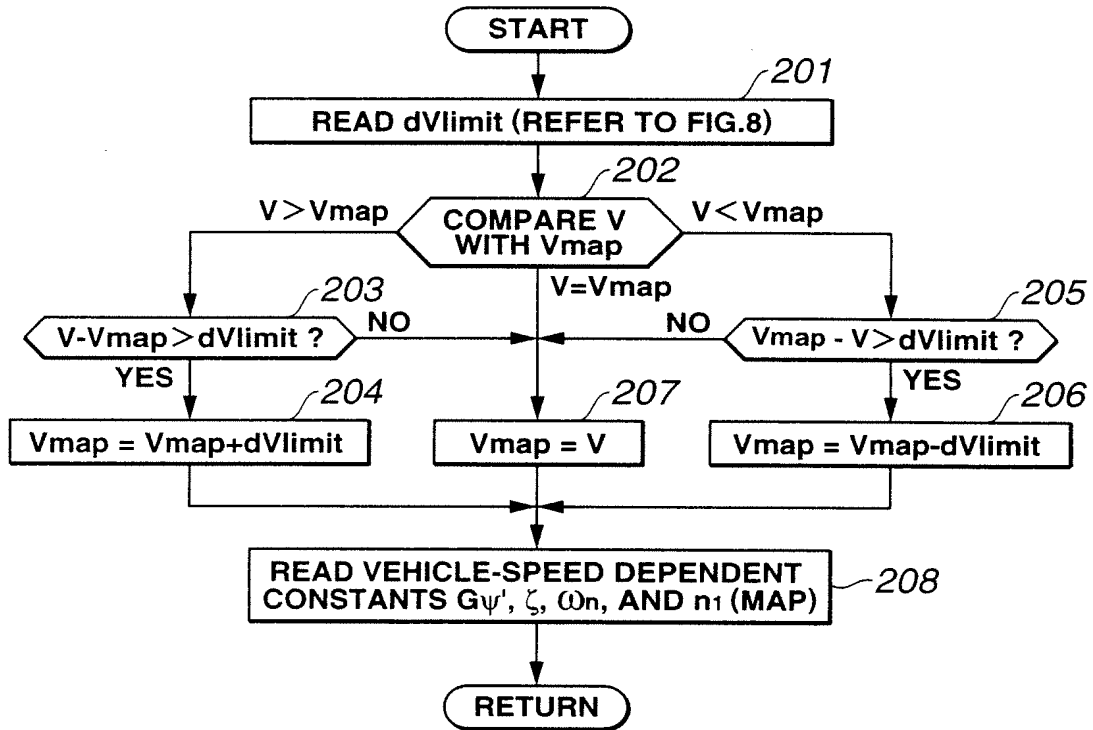 START
201
READ dVlimit (REFER TO FIG.8)
202
V>Vmap
COMPARE V
WITH Vmap
V<Vmap
V=Vmap
203
V-Vmap>dVlimit ?
NO
YES
205
Vmap - V>dVlimit ?
NO
YES
204
Vmap = Vmap+dVlimit
207
Vmap = V
206
Vmap = Vmap-dVlimit
READ VEHICLE-SPEED DEPENDENT
CONSTANTS Gψ', ζ, ωn, AND n1 (MAP)
208
RETURN